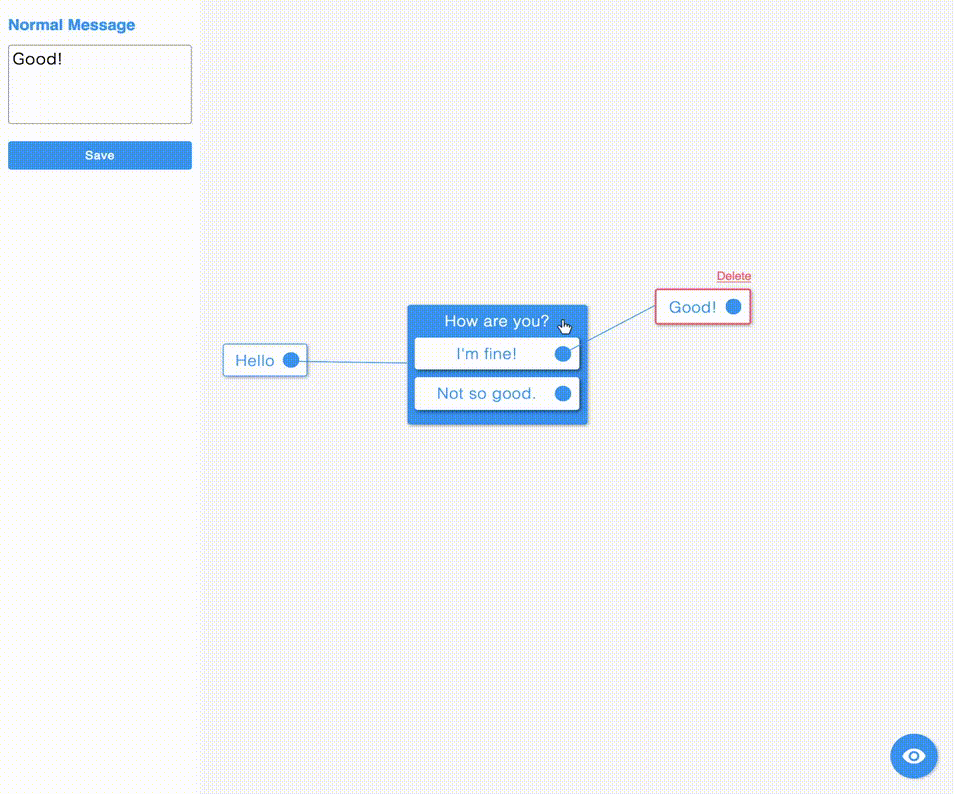 Normal Message
Good!
Save
Delete
Good!
How are you?
I'm fine!
Hello
Not so good.